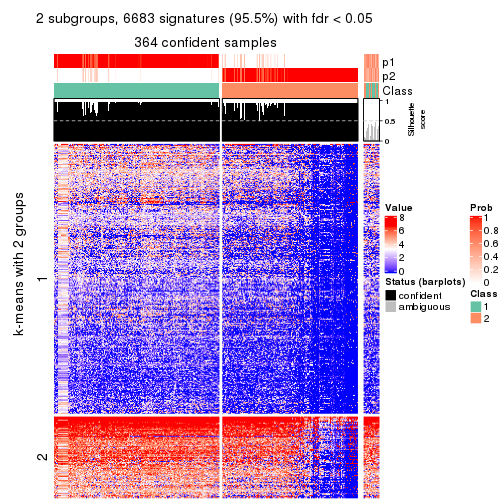 2 subgroups, 6683 signatures (95.5%) with fdr < 0.05
364 confident samples
p1
p2
Class
1
0.5
0
Silhouette
score
k-means with 2 groups
1
2
Value
8
6
4
2
0
Status (barplots)
confident
ambiguous
Prob
1
0.8
0.6
0.4
0.2
0
Class
1
2